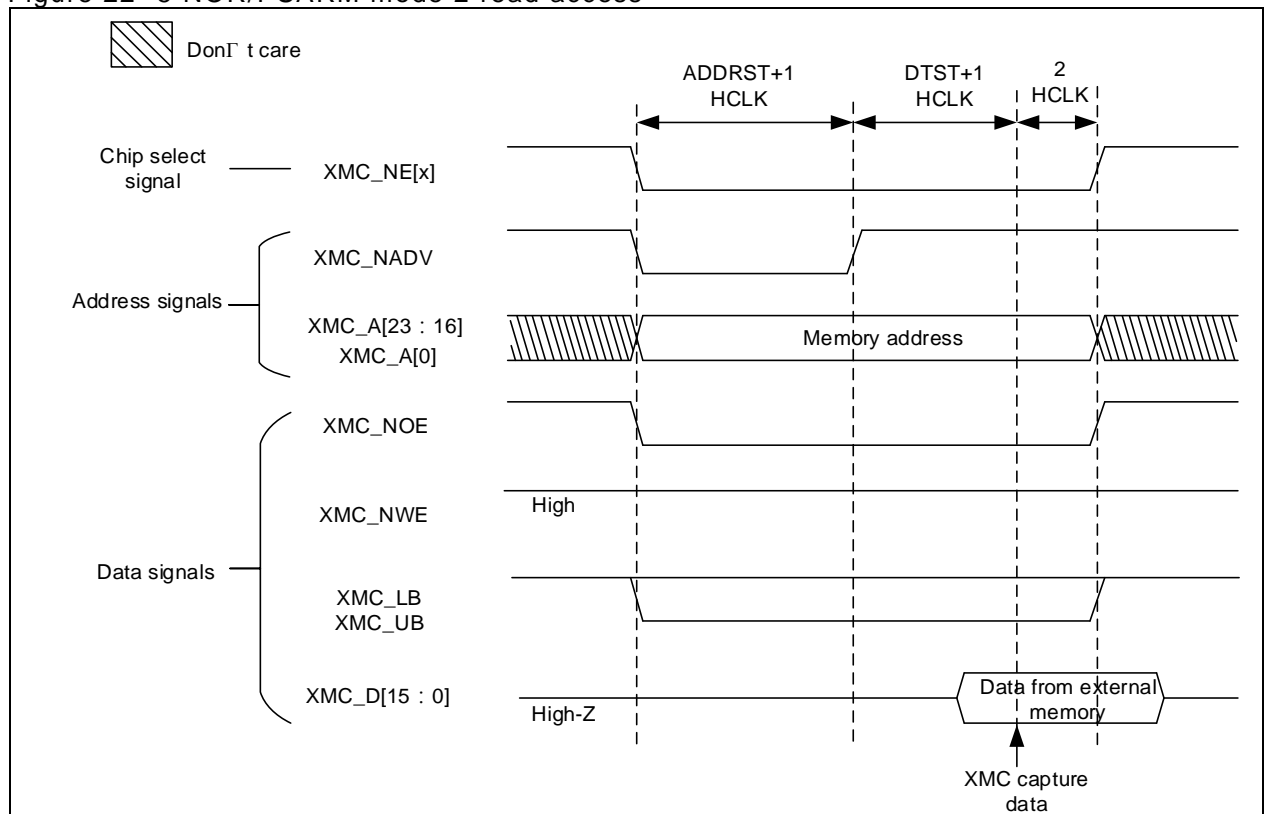 Figure 22- 8 NOR/PSARM mode 2 read access
DonΓ t care
ADDRST+1
HCLK
DTST+1
HCLK
2
HCLK
Chip select
signal
XMC_NE[x]
XMC_NADV
Address signals
XMC_A[23 : 16]
XMC_A[0]
Memory address
XMC_NOE
XMC_NWE
High
Data signals
XMC_LB
XMC_UB
XMC_D[15 : 0]
High-Z
Data from external
memory
XMC capture
data